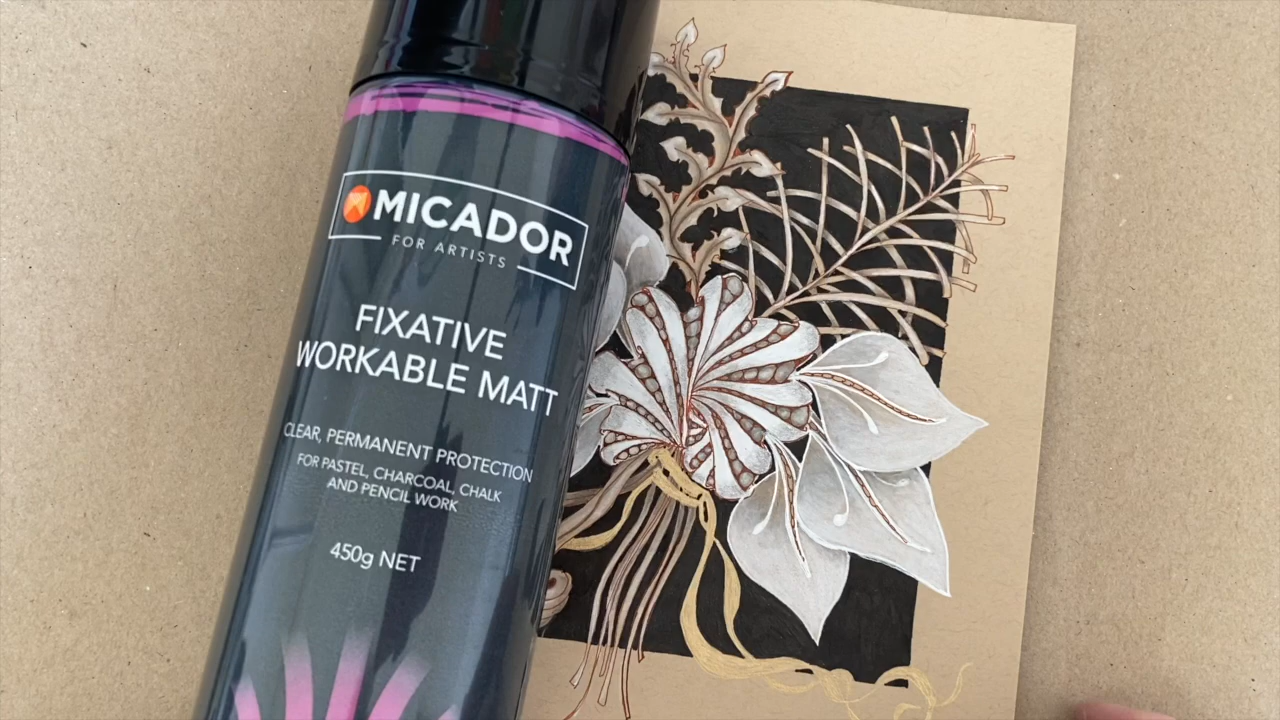 MICADOR
FOR ARTISTS
FIXATIVE
WORKABLE MATT
CLEAR, PERMANENT PROTECTION
FOR PASTEL, CHARCOAL, CHALK
AND PENCIL WORK
450g NET